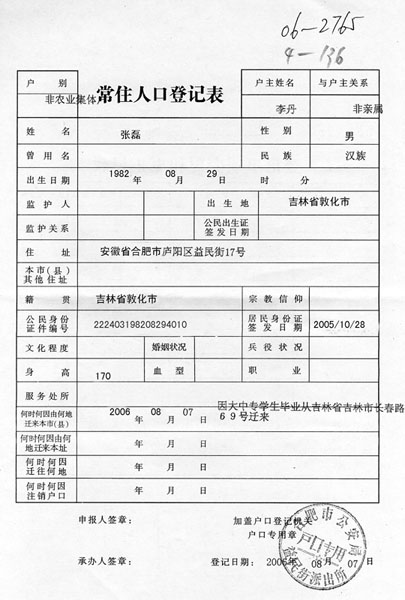 06-2765
4-136
户 别
非农业集体户
常住人口登记表
户主姓名
与户主关系
李丹
非亲属
姓 名
张磊
性 别
男
曾 用 名
民 族
汉族
出生日期
1982 年 08 月 29 日 时 分
监 护 人
出 生 地
吉林省敦化市
监护关系
公民出生证
签发日期
住 址
安徽省合肥市庐阳区益民街17号
本市（县）
其他住址
籍 贯
吉林省敦化市
宗教信仰
公民身份
证件编号
222403198208294010
居民身份证
签发日期
2005/10/28
文化程度
婚姻状况
兵役状况
身 高
170
血 型
职 业
服务处所
何时何因由何地
迁来本市(县)
2006 年 08 月 07 日
因大中专学生毕业从吉林省吉林市长春路
69号迁来
何时何因由何
地迁来本址
年 月 日
何时何因
迁往何地
年 月 日
何时何因
注销户口
年 月 日
申报人签章：
加盖户口登记机关
户口专用章
承办人签章：
登记日期：2006年 08月 07日
合肥市公安局
户口专用
益民街派出所